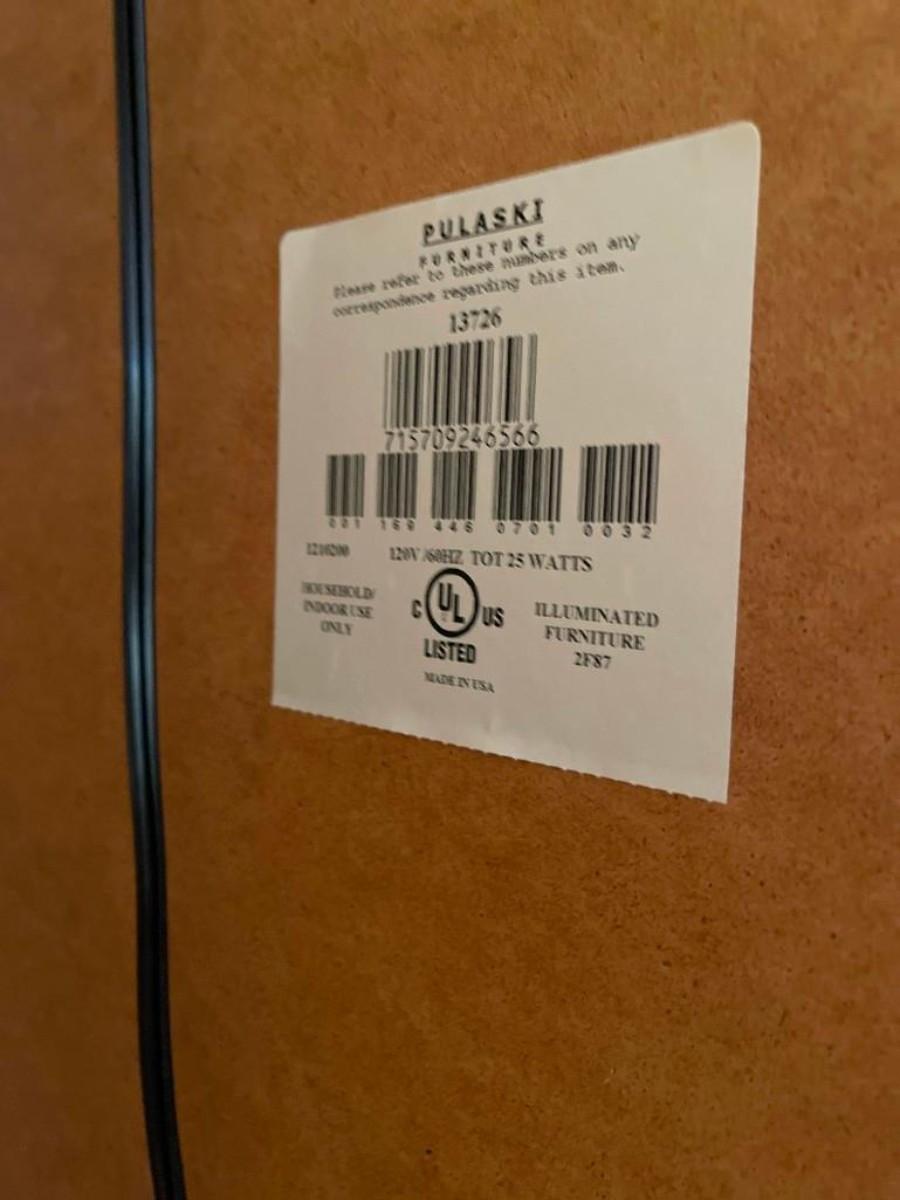 PULASKI
FURNITURE
Please refer to these numbers on any
correspondence regarding this item.
13726
715709246566
001 169 446 0701 0032
1210200 120V /60HZ TOT 25 WATTS
HOUSEHOLD/
INDOOR USE
ONLY
C UL US
LISTED
MADE IN USA
ILLUMINATED
FURNITURE
2F87